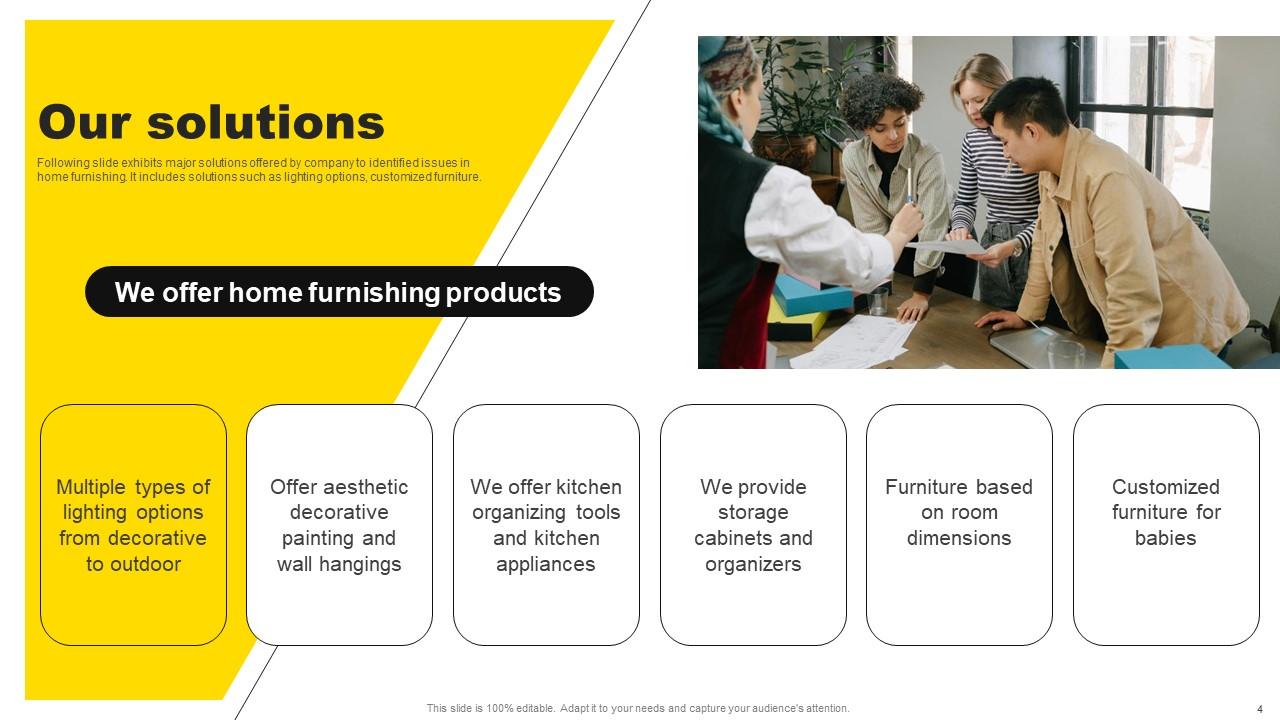 Our solutions
Following slide exhibits major solutions offered by company to identified issues in
home furnishing. It includes solutions such as lighting options, customized furniture.
We offer home furnishing products
Multiple types of
lighting options
from decorative
to outdoor
Offer aesthetic
decorative
painting and
wall hangings
We offer kitchen
organizing tools
and kitchen
appliances
We provide
storage
cabinets and
organizers
Furniture based
on room
dimensions
Customized
furniture for
babies
This slide is 100% editable. Adapt it to your needs and capture your audience's attention.
4